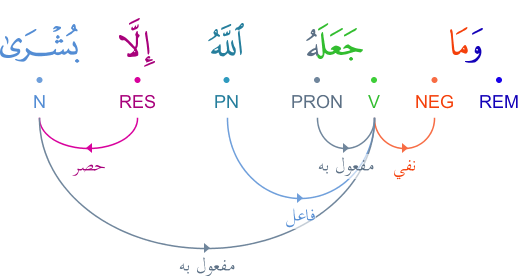 وَمَا جَعَلَهُ ٱللَّهُ إِلَّا بُشْرَىٰ
N RES PN PRON V NEG REM
حصر مفعول به نفي
فاعل
مفعول به